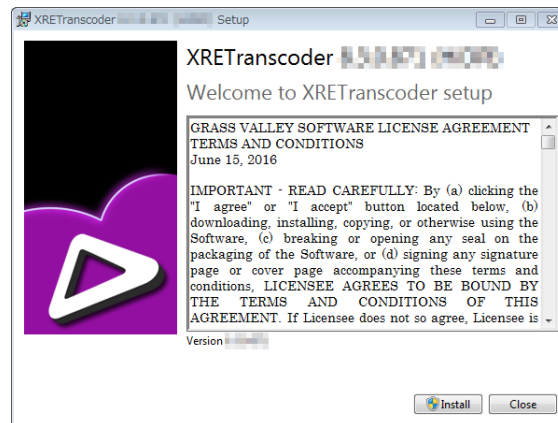 XRETranscoder Setup
XRETranscoder
Welcome to XRETranscoder setup
GRASS VALLEY SOFTWARE LICENSE AGREEMENT
TERMS AND CONDITIONS
June 15, 2016
IMPORTANT - READ CAREFULLY: By (a) clicking the
"I agree" or "I accept" button located below, (b)
downloading, installing, copying, or otherwise using the
Software, (c) breaking or opening any seal on the
packaging of the Software, or (d) signing any signature
page or cover page accompanying these terms and
conditions, LICENSEE AGREES TO BE BOUND BY
THE TERMS AND CONDITIONS OF THIS
AGREEMENT. If Licensee does not so agree, Licensee is
Version
Install Close